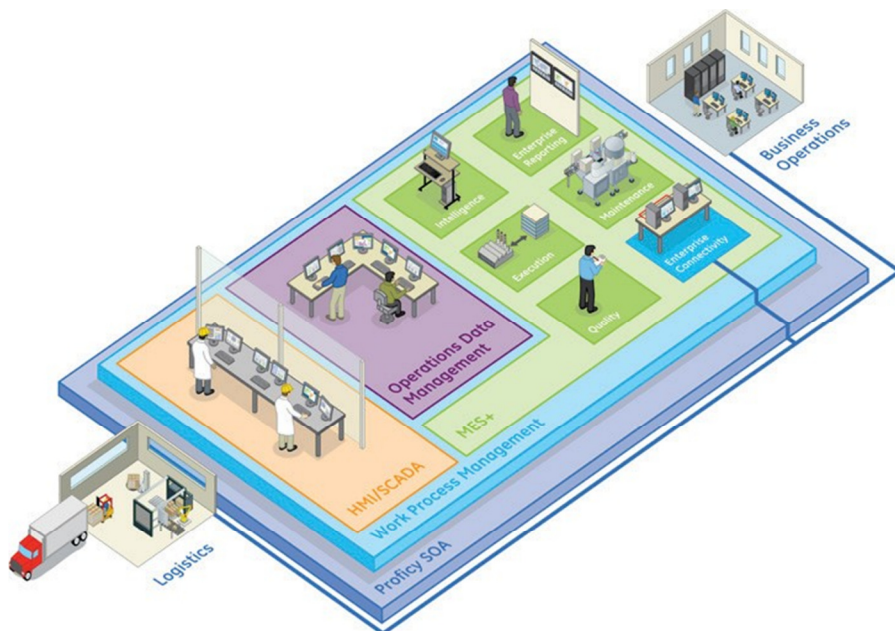 Business
Operations
Enterprise
Reporting
Intelligence
Maintenance
Execution
Enterprise
Connectivity
Quality
Operations Data
Management
MES+
HMI/SCADA
Work Process Management
Proficy SOA
Logistics